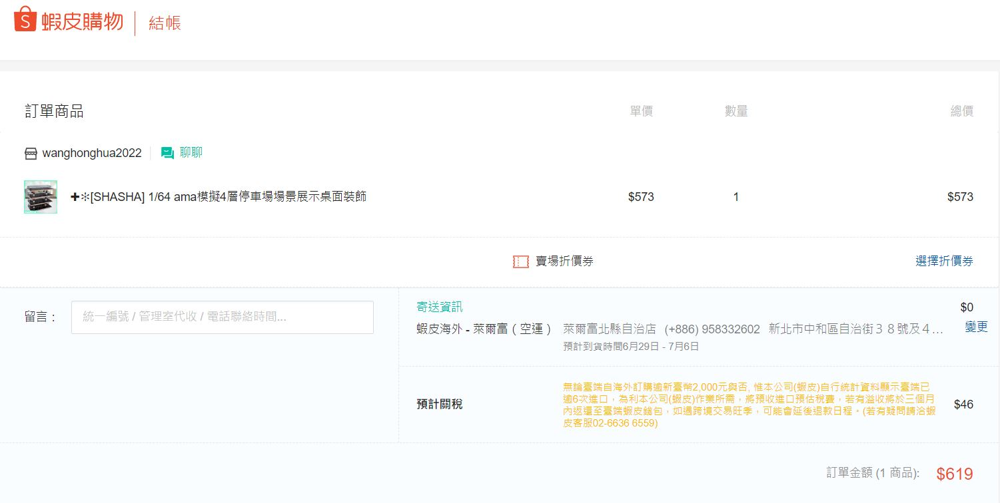 蝦皮購物 結帳
訂單商品 單價 數量 總價
wanghonghua2022 聊聊
✚❊[SHASHA] 1/64 ama模擬4層停車場場景展示桌面裝飾 $573 1 $573
賣場折價券 選擇折價券
留言： 統一編號 / 管理室代收 / 電話聯絡時間...
寄送資訊 $0
蝦皮海外 - 萊爾富 ( 空運 ) 萊爾富北縣自治店 (+886) 958332602 新北市中和區自治街３８號及４... 變更
預計到貨時間6月29日 - 7月6日
預計關稅
無論臺端自海外訂購逾新臺幣2,000元與否, 惟本公司(蝦皮)自行統計資料顯示臺端已
逾6次進口，為利本公司(蝦皮)作業所需，將預收進口預估稅費，若有溢收將於三個月
內返還至臺端蝦皮錢包，如遇跨境交易旺季，可能會延後退款日程。(若有疑問請洽蝦
皮客服02-6636 6559)
$46
訂單金額 (1 商品): $619